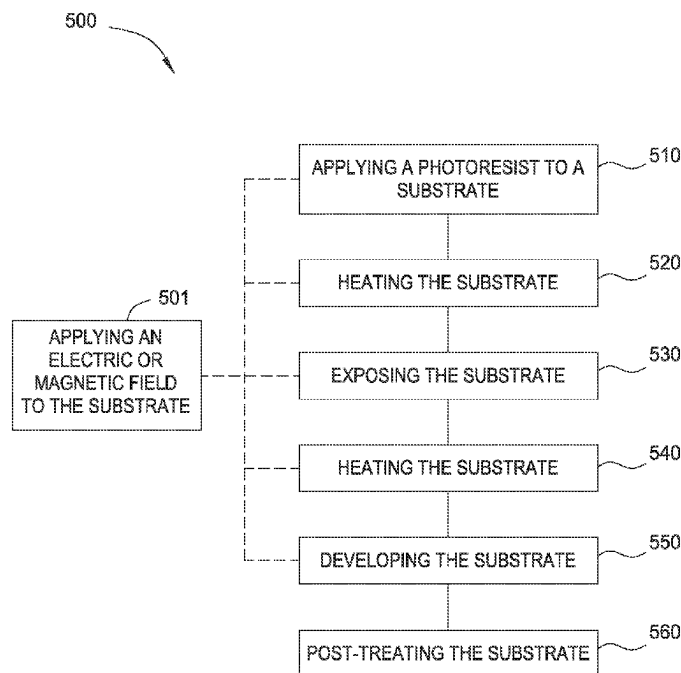 500
510
APPLYING A PHOTORESIST TO A
SUBSTRATE
520
HEATING THE SUBSTRATE
501
APPLYING AN
ELECTRIC OR
MAGNETIC FIELD
TO THE SUBSTRATE
530
EXPOSING THE SUBSTRATE
540
HEATING THE SUBSTRATE
550
DEVELOPING THE SUBSTRATE
560
POST-TREATING THE SUBSTRATE